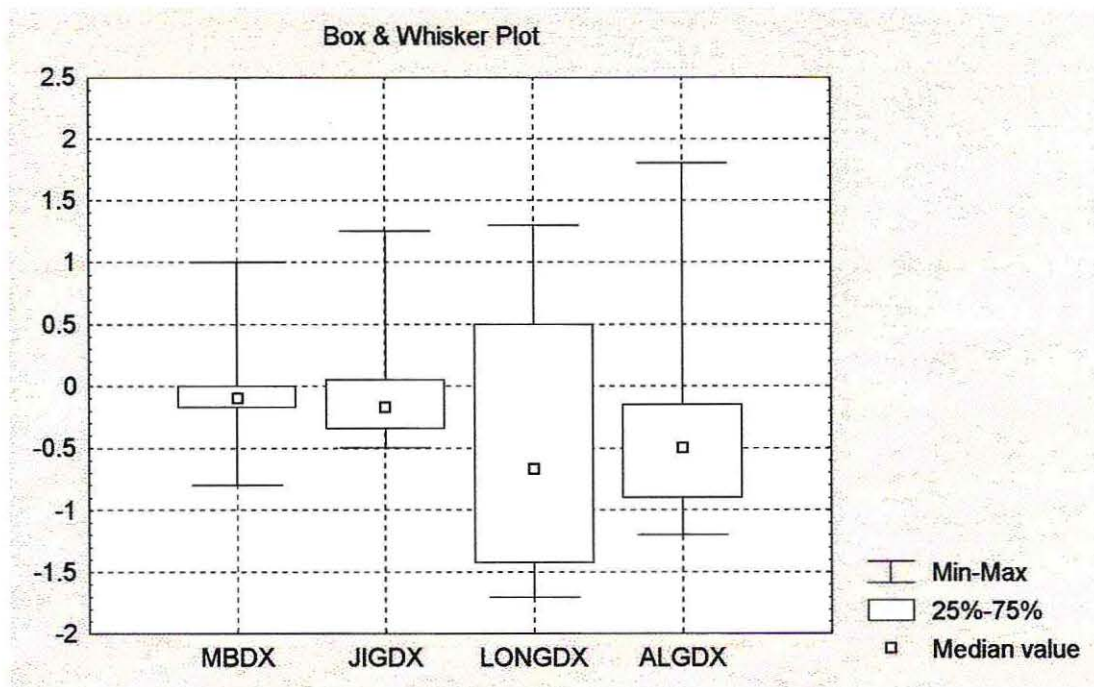 Box & Whisker Plot
2.5
2
1.5
1
0.5
0
-0.5
-1
-1.5
-2
MBDX JIGDX LONGDX ALGDX
Min-Max
25%-75%
Median value